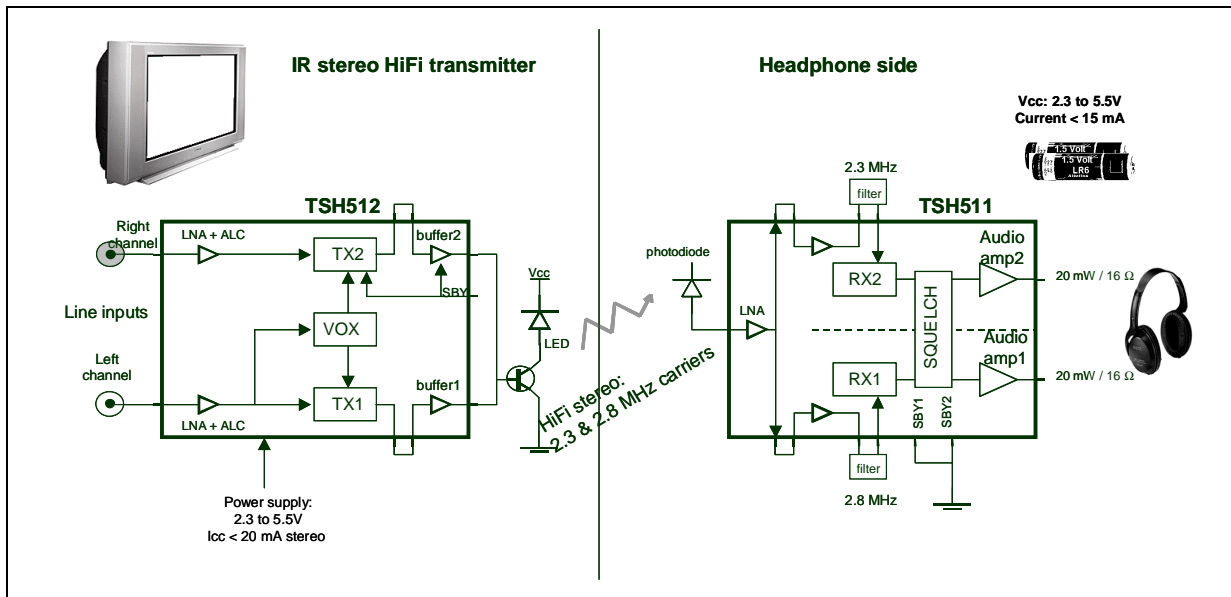 IR stereo HiFi transmitter
Headphone side
Vcc: 2.3 to 5.5V
Current < 15 mA
1.5 Volt
1.5 Volt
LR6
TSH512
Right
channel
LNA + ALC
TX2
buffer2
SBY
Line inputs
VOX
Left
channel
LNA + ALC
TX1
buffer1
Vcc
LED
Power supply:
2.3 to 5.5V
Icc < 20 mA stereo
HiFi stereo:
2.3 & 2.8 MHz carriers
photodiode
LNA
2.3 MHz
filter
TSH511
RX2
SQUELCH
Audio
amp2
20 mW / 16 Ω
RX1
Audio
amp1
20 mW / 16 Ω
SBY1
SBY2
filter
2.8 MHz